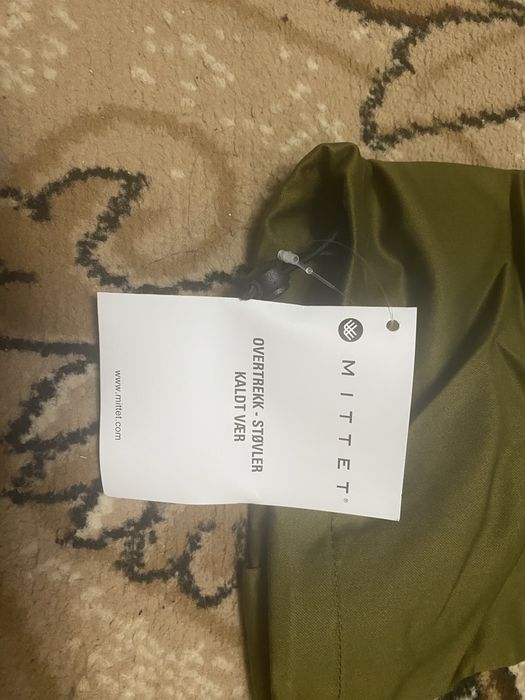 MITTET®
OVERTREKK - STØVLER
KALDT VÆR
www.mittet.com